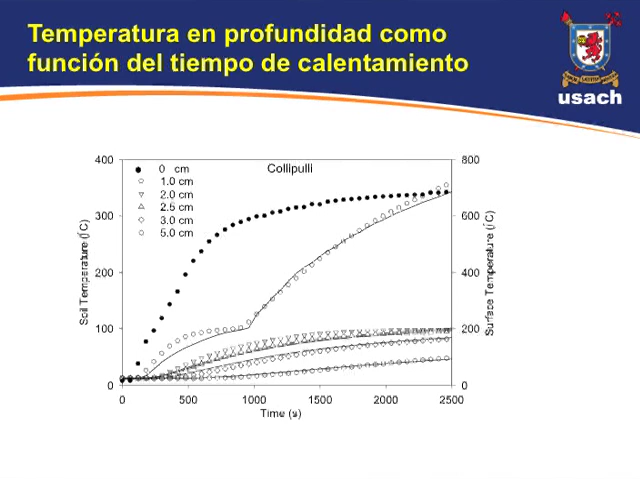 Temperatura en profundidad como
función del tiempo de calentamiento
usach
Collipulli
0 cm
1.0 cm
2.0 cm
2.5 cm
3.0 cm
5.0 cm
400
300
200
100
0
800
600
400
200
0
Soil Temperature (°C)
Surface Temperature (°C)
0 500 1000 1500 2000 2500
Time (s)